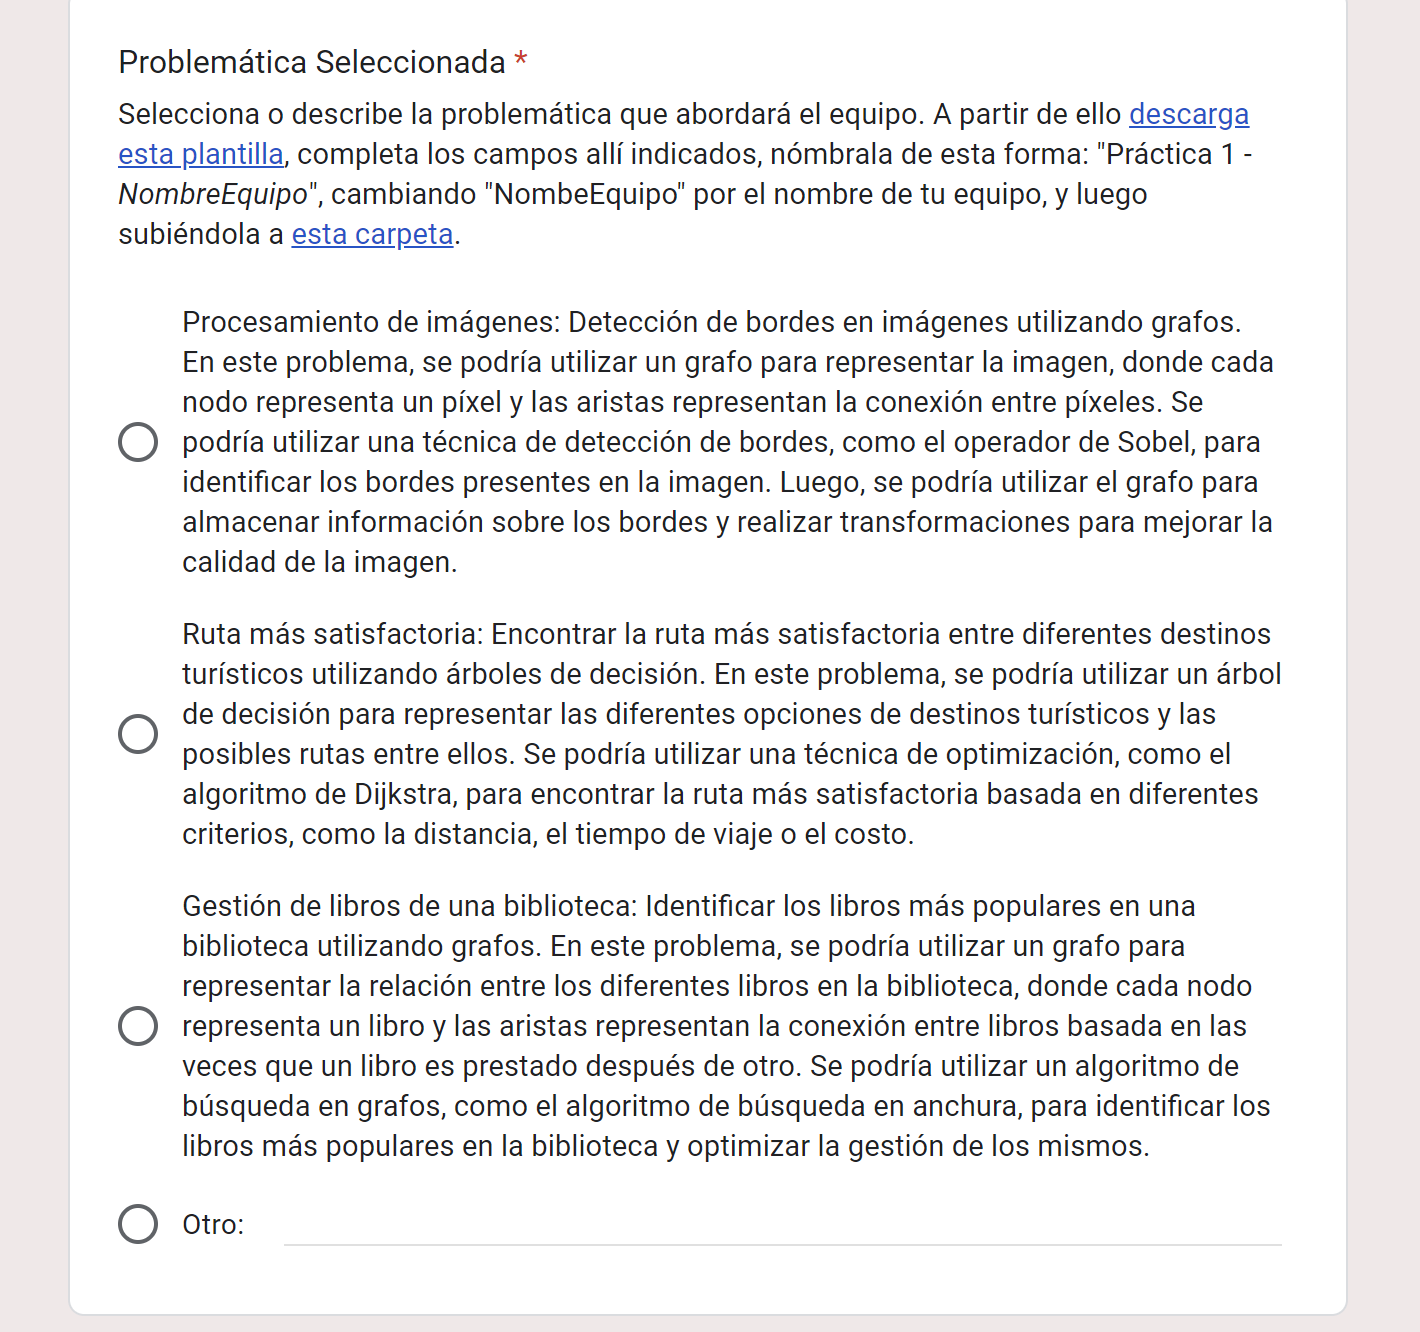 Problemática Seleccionada *
Selecciona o describe la problemática que abordará el equipo. A partir de ello descarga
esta plantilla, completa los campos allí indicados, nómbrala de esta forma: "Práctica 1 -
NombreEquipo", cambiando "NombeEquipo" por el nombre de tu equipo, y luego
subiéndola a esta carpeta.
Procesamiento de imágenes: Detección de bordes en imágenes utilizando grafos.
En este problema, se podría utilizar un grafo para representar la imagen, donde cada
nodo representa un píxel y las aristas representan la conexión entre píxeles. Se
podría utilizar una técnica de detección de bordes, como el operador de Sobel, para
identificar los bordes presentes en la imagen. Luego, se podría utilizar el grafo para
almacenar información sobre los bordes y realizar transformaciones para mejorar la
calidad de la imagen.
Ruta más satisfactoria: Encontrar la ruta más satisfactoria entre diferentes destinos
turísticos utilizando árboles de decisión. En este problema, se podría utilizar un árbol
de decisión para representar las diferentes opciones de destinos turísticos y las
posibles rutas entre ellos. Se podría utilizar una técnica de optimización, como el
algoritmo de Dijkstra, para encontrar la ruta más satisfactoria basada en diferentes
criterios, como la distancia, el tiempo de viaje o el costo.
Gestión de libros de una biblioteca: Identificar los libros más populares en una
biblioteca utilizando grafos. En este problema, se podría utilizar un grafo para
representar la relación entre los diferentes libros en la biblioteca, donde cada nodo
representa un libro y las aristas representan la conexión entre libros basada en las
veces que un libro es prestado después de otro. Se podría utilizar un algoritmo de
búsqueda en grafos, como el algoritmo de búsqueda en anchura, para identificar los
libros más populares en la biblioteca y optimizar la gestión de los mismos.
Otro: